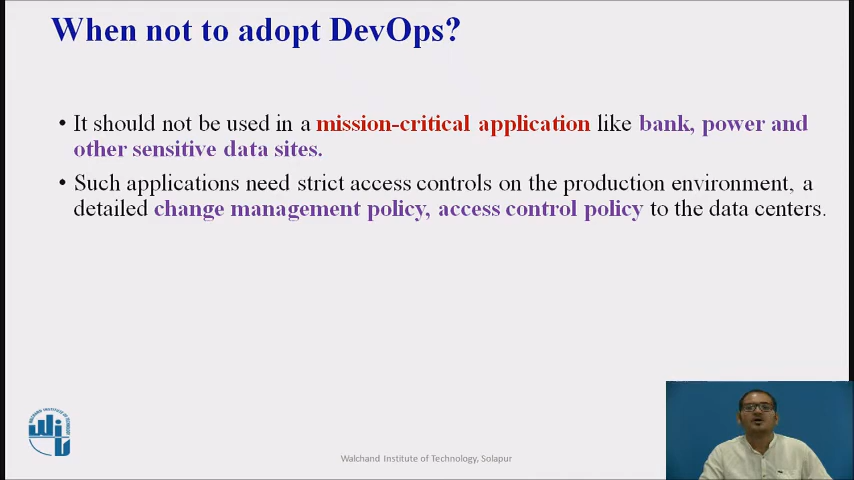 When not to adopt DevOps?
• It should not be used in a mission-critical application like bank, power and
other sensitive data sites.
• Such applications need strict access controls on the production environment, a
detailed change management policy, access control policy to the data centers.
Walchand Institute of Technology, Solapur